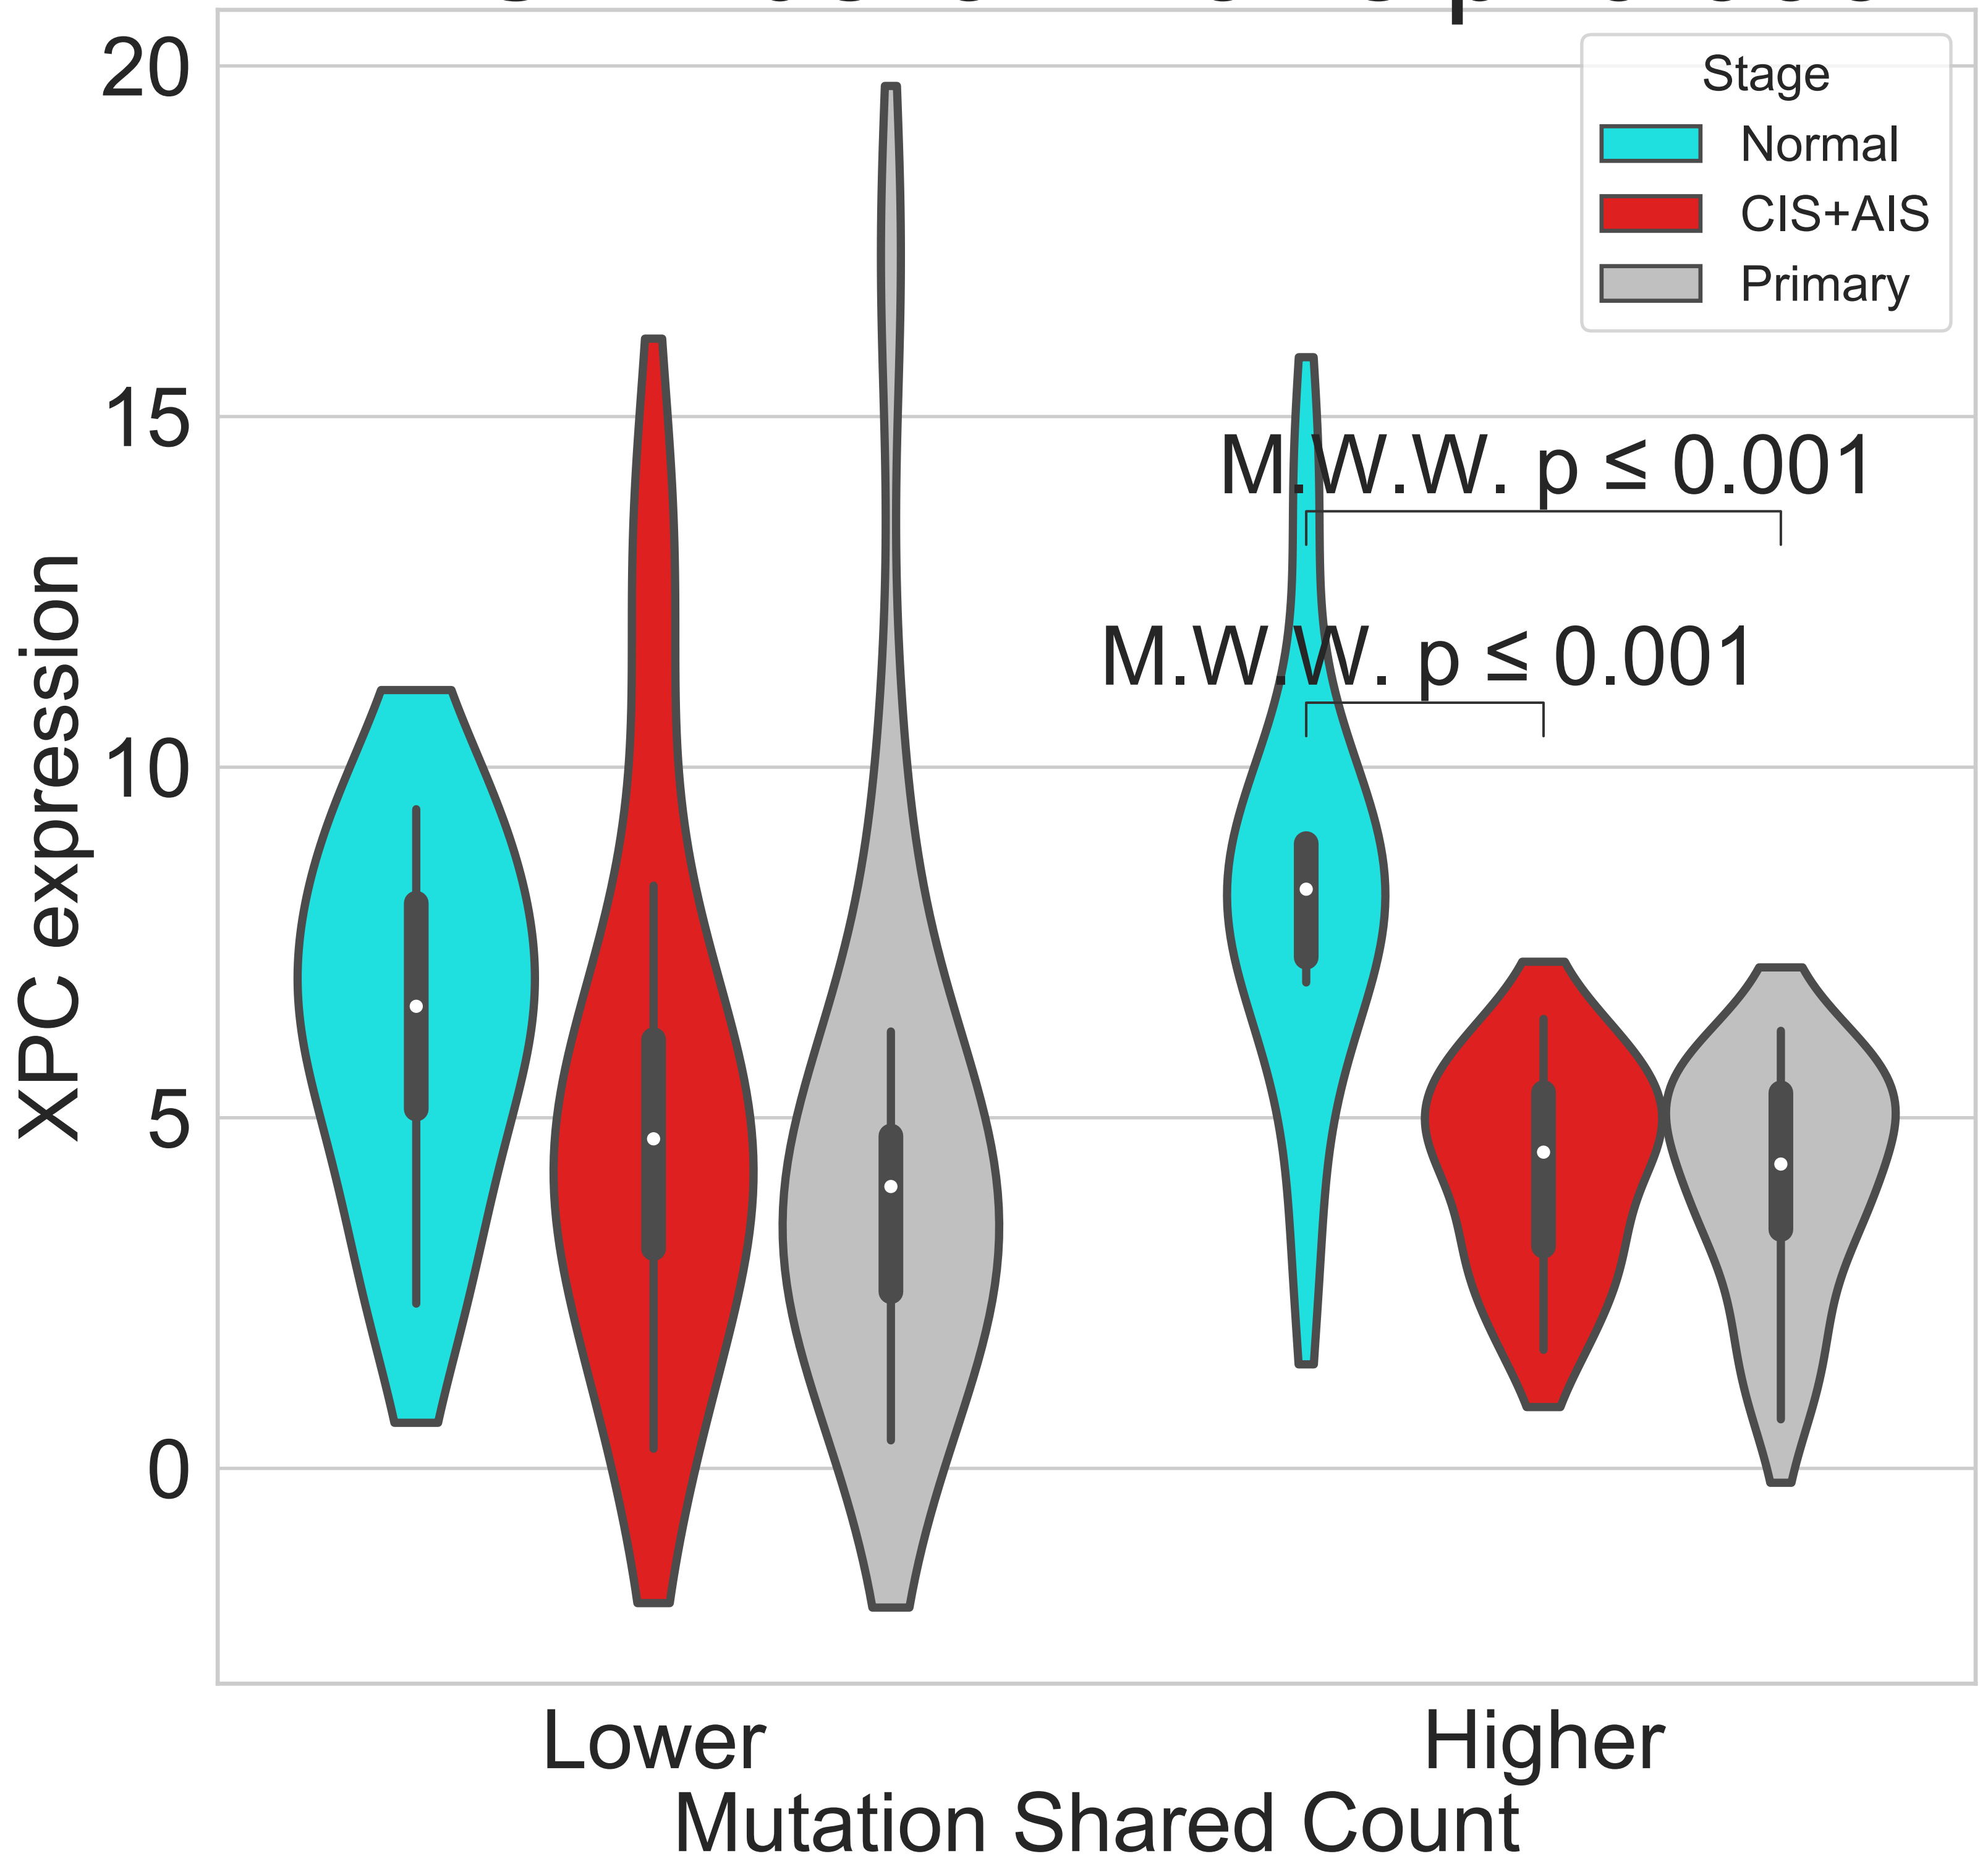 20
15
10
5
0
XPC expression
Stage
Normal
CIS+AIS
Primary
M.W.W. p ≤ 0.001
M.W.W. p ≤ 0.001
Lower
Higher
Mutation Shared Count